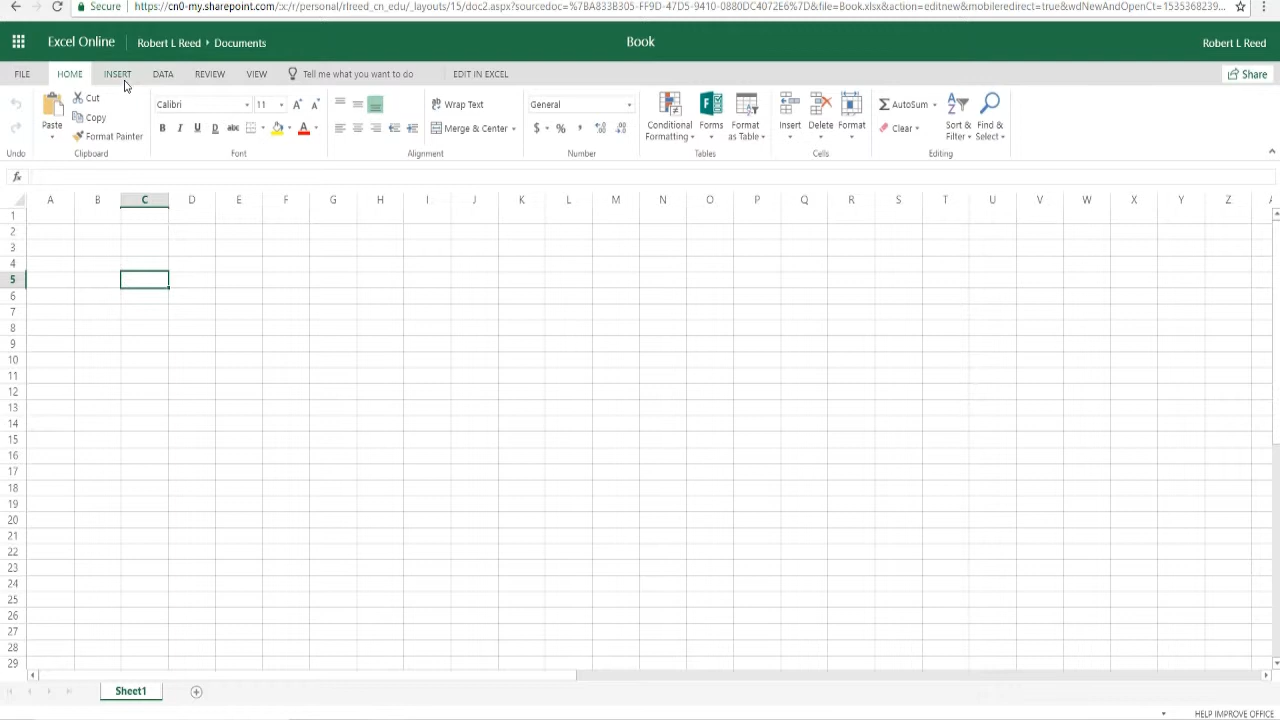 Secure https://cn0-my.sharepoint.com/:x:/r/personal/rlreed_cn_edu/_layouts/15/doc2.aspx?sourcedoc=%7BA833B305-FF9D-47D5-9410-0880DC4072E6%7D&file=Book.xlsx&action=editnew&mobileredirect=true&wdNewAndOpenCt=1535368239...
Excel Online Robert L Reed Documents Book Robert L Reed
FILE HOME INSERT DATA REVIEW VIEW Tell me what you want to do EDIT IN EXCEL Share
Cut Calibri 11 A A Wrap Text General AutoSum
Copy Paste Conditional Formatting Forms Format as Table Insert Delete Format Sort & Filter Find & Select
Format Painter B I U D abc A Merge & Center $ % , .00 Clear
Undo Clipboard Font Alignment Number Tables Cells Editing
fx
A B C D E F G H I J K L M N O P Q R S T U V W X Y Z
1
2
3
4
5
6
7
8
9
10
11
12
13
14
15
16
17
18
19
20
21
22
23
24
25
26
27
28
29
Sheet1
HELP IMPROVE OFFICE